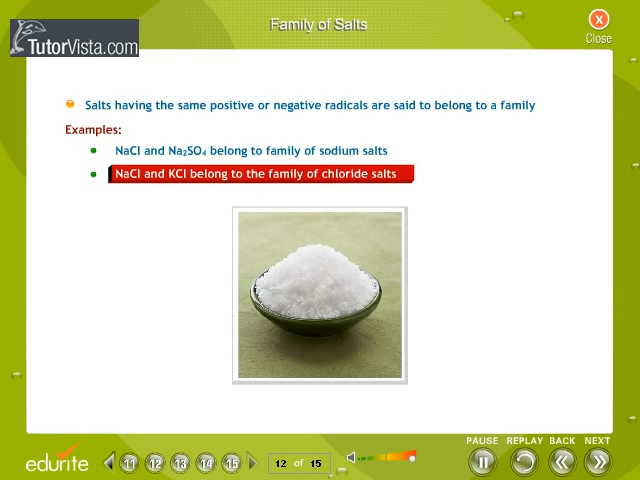 Family of Salts
TutorVista.com
Close
Salts having the same positive or negative radicals are said to belong to a family
Examples:
NaCl and Na₂SO₄ belong to family of sodium salts
NaCl and KCl belong to the family of chloride salts
PAUSE REPLAY BACK NEXT
edurite 11 12 13 14 15 12 of 15